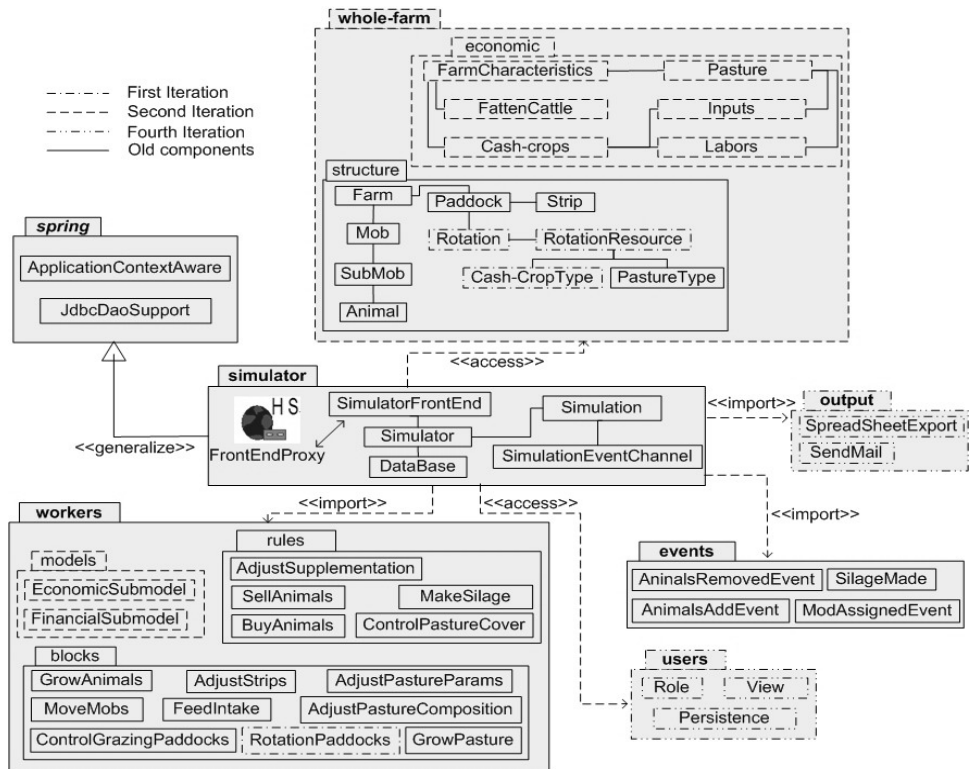 whole-farm
economic
FarmCharacteristics
Pasture
FattenCattle
Inputs
Cash-crops
Labors
First Iteration
Second Iteration
Fourth Iteration
Old components
structure
Farm
Paddock
Strip
Mob
Rotation
RotationResource
SubMob
Cash-CropType
PastureType
Animal
spring
ApplicationContextAware
JdbcDaoSupport
<<access>>
<<generalize>>
simulator
H S
FrontEndProxy
SimulatorFrontEnd
Simulator
DataBase
Simulation
SimulationEventChannel
<<import>>
output
SpreadSheetExport
SendMail
<<import>>
<<access>>
<<import>>
workers
models
EconomicSubmodel
FinancialSubmodel
rules
AdjustSupplementation
SellAnimals
MakeSilage
BuyAnimals
ControlPastureCover
blocks
GrowAnimals
AdjustStrips
AdjustPastureParams
MoveMobs
FeedIntake
AdjustPastureComposition
ControlGrazingPaddocks
RotationPaddocks
GrowPasture
events
AninalsRemovedEvent
SilageMade
AnimalsAddEvent
ModAssignedEvent
users
Role
View
Persistence